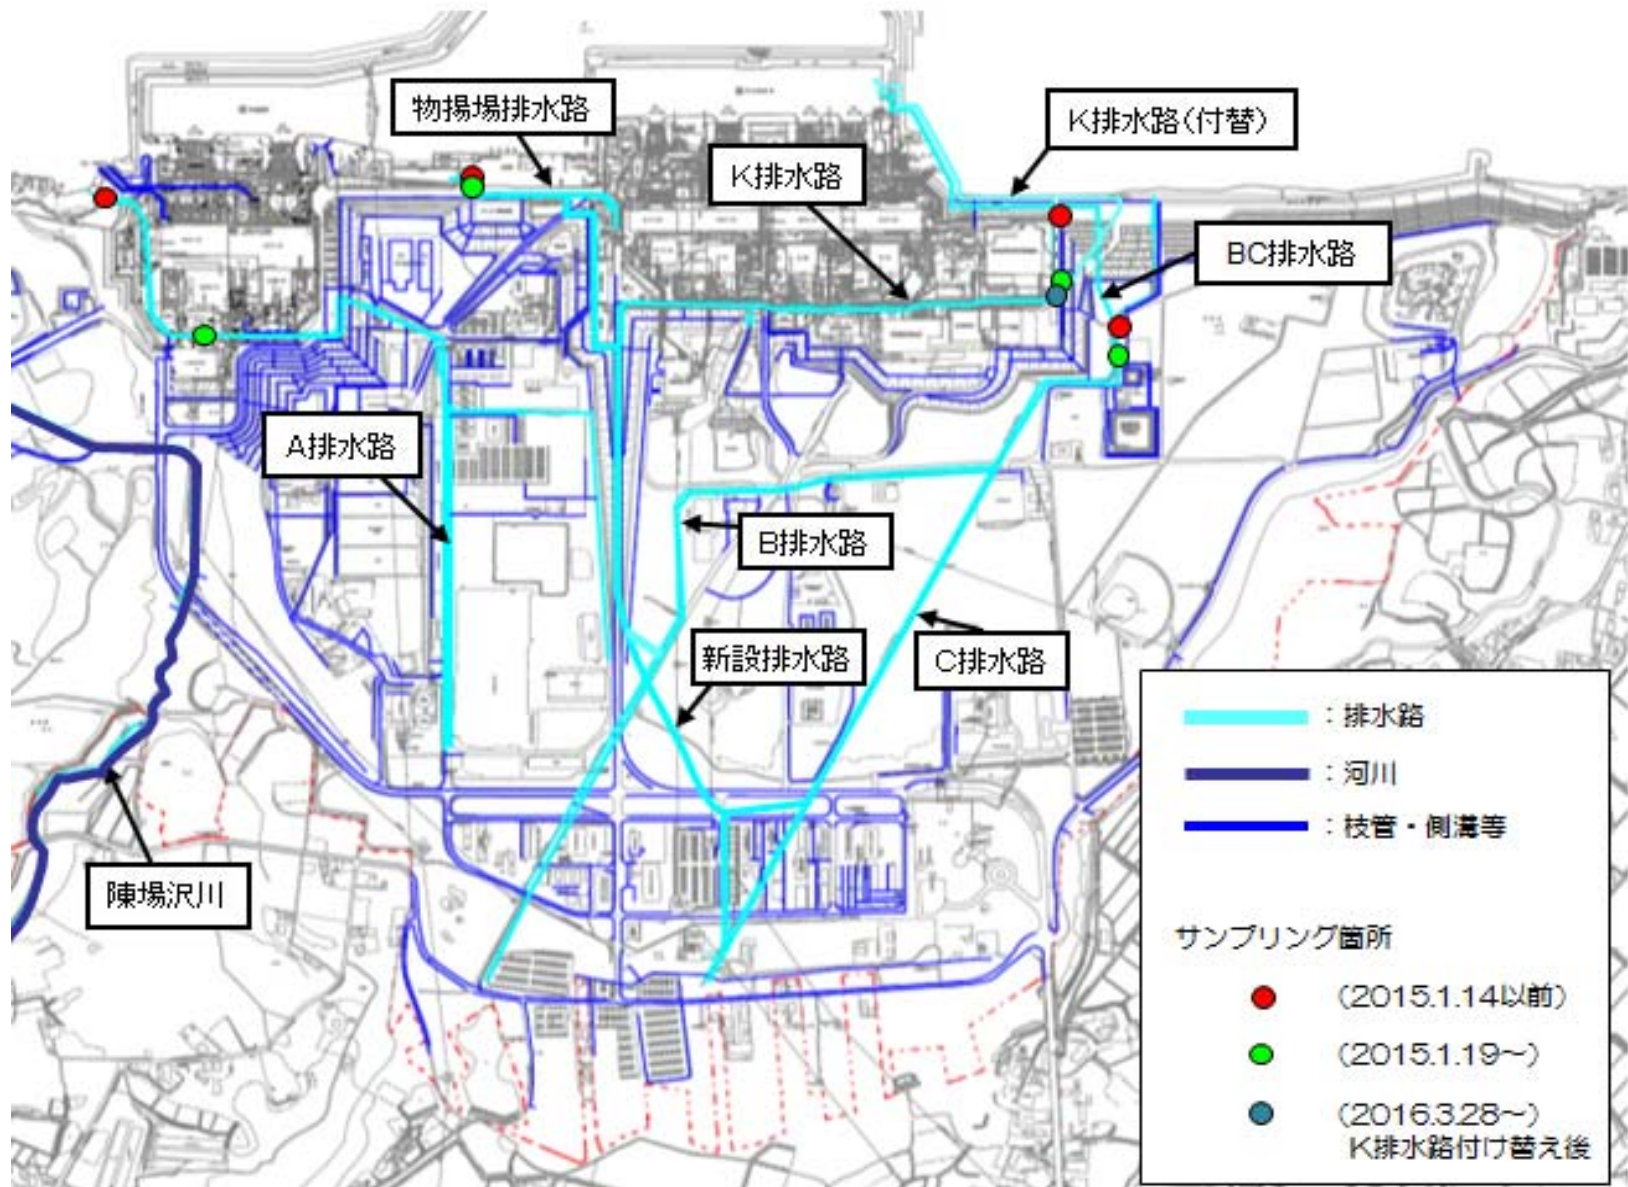 物揚場排水路
K排水路(付替)
K排水路
BC排水路
A排水路
B排水路
新設排水路
C排水路
陳場沢川
：排水路
：河川
：枝管・側溝等
サンプリング箇所
(2015.1.14以前)
(2015.1.19～)
(2016.3.28～)
K排水路付け替え後